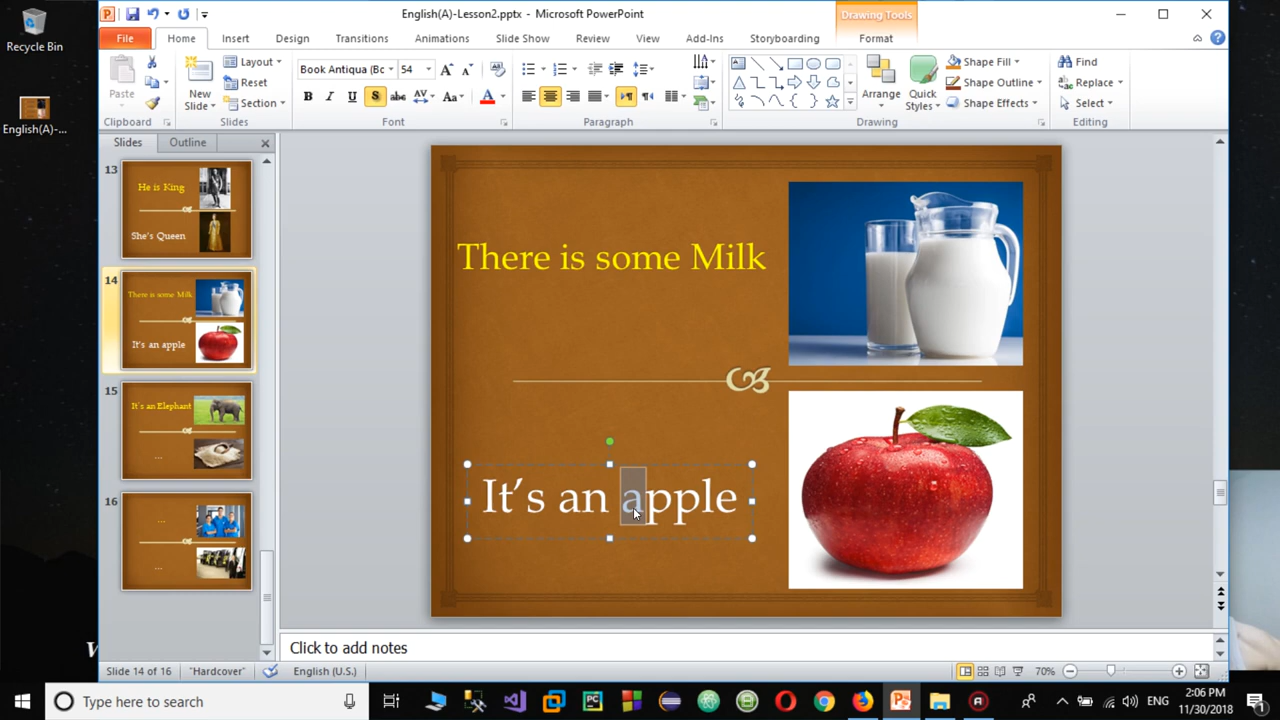 English(A)-Lesson2.pptx - Microsoft PowerPoint
Drawing Tools
File Home Insert Design Transitions Animations Slide Show Review View Add-Ins Storyboarding Format
Recycle Bin
English(A)-...
Paste
Clipboard
New Slide
Layout
Reset
Section
Slides
Book Antiqua (Bc 54
B I U S abc AV Aa A
Font
Paragraph
Arrange
Quick Styles
Shape Fill
Shape Outline
Shape Effects
Drawing
Find
Replace
Select
Editing
Slides Outline
13
He is King
She's Queen
14
There is some Milk
It's an apple
15
It's an Elephant
...
16
...
...
There is some Milk
It's an apple
Click to add notes
Slide 14 of 16 "Hardcover" English (U.S.) 70%
Type here to search
ENG
2:06 PM
11/30/2018